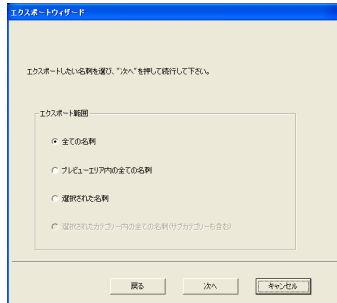 エクスポートウィザード
エクスポートしたい名刺を選び、"次へ"を押して続行して下さい。
エクスポート範囲
全ての名刺
プレビューエリア内の全ての名刺
選択された名刺
選択されたカテゴリー内の全ての名刺(サブカテゴリーも含む)
戻る
次へ
キャンセル